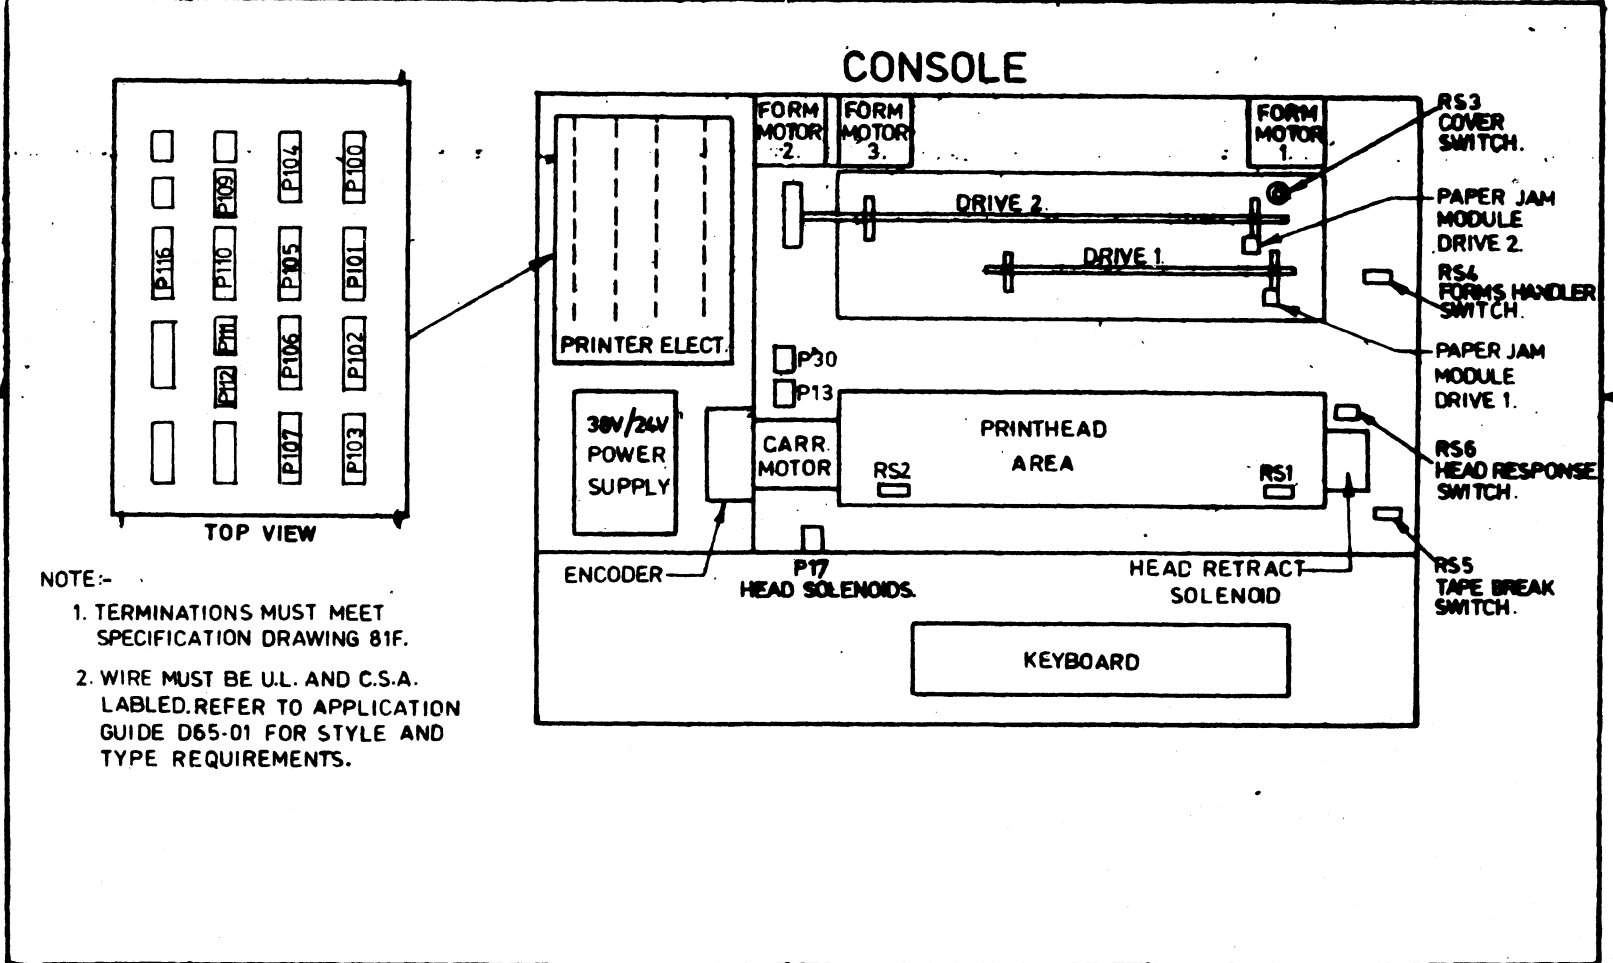 CONSOLE
P104
P100
P109
P116
P110
P105
P101
P111
P106
P102
P112
P107
P103
TOP VIEW
NOTE:-
1. TERMINATIONS MUST MEET
SPECIFICATION DRAWING 81F.
2. WIRE MUST BE U.L. AND C.S.A.
LABLED. REFER TO APPLICATION
GUIDE D65-01 FOR STYLE AND
TYPE REQUIREMENTS.
FORM
MOTOR
2.
FORM
MOTOR
3.
FORM
MOTOR
1.
DRIVE 2.
DRIVE 1.
PRINTER ELECT.
P30
P13
38V/24V
POWER
SUPPLY
CARR.
MOTOR
PRINTHEAD
AREA
RS2
RS1
ENCODER
P17
HEAD SOLENOIDS.
HEAD RETRACT
SOLENOID
KEYBOARD
RS3
COVER
SWITCH.
PAPER JAM
MODULE
DRIVE 2.
RS4
FORMS HANDLER
SWITCH.
PAPER JAM
MODULE
DRIVE 1.
RS6
HEAD RESPONSE
SWITCH.
RS5
TAPE BREAK
SWITCH.